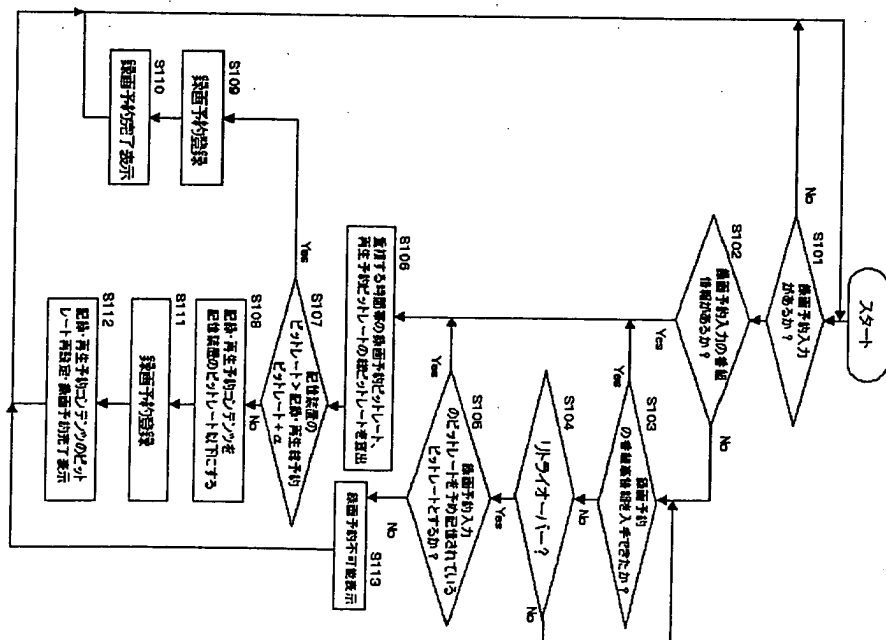 スタート
S101
録画予約入力
があるか?
No
S102
録画予約入力の番組
情報があるか?
Yes
No
S103
録画予約
の番組表情報を入手できたか?
Yes
No
S104
リトライオーバー?
Yes
No
S105
録画予約入力
のビットレートを予め記憶されている
ビットレートとするか?
Yes
No
S113
録画予約不可能表示
S106
重複する時間帯の録画予約ビットレート、
再生予約ビットレートの総ビットレートを算出
S107
記憶装置の
ビットレート>記録・再生総予約
ビットレート+α
Yes
No
S108
記録・再生予約コンテンツを
記憶装置のビットレート以下にする
S111
録画予約登録
S112
記録・再生予約コンテンツのビット
レート再設定・録画予約完了表示
S109
録画予約登録
S110
録画予約完了表示